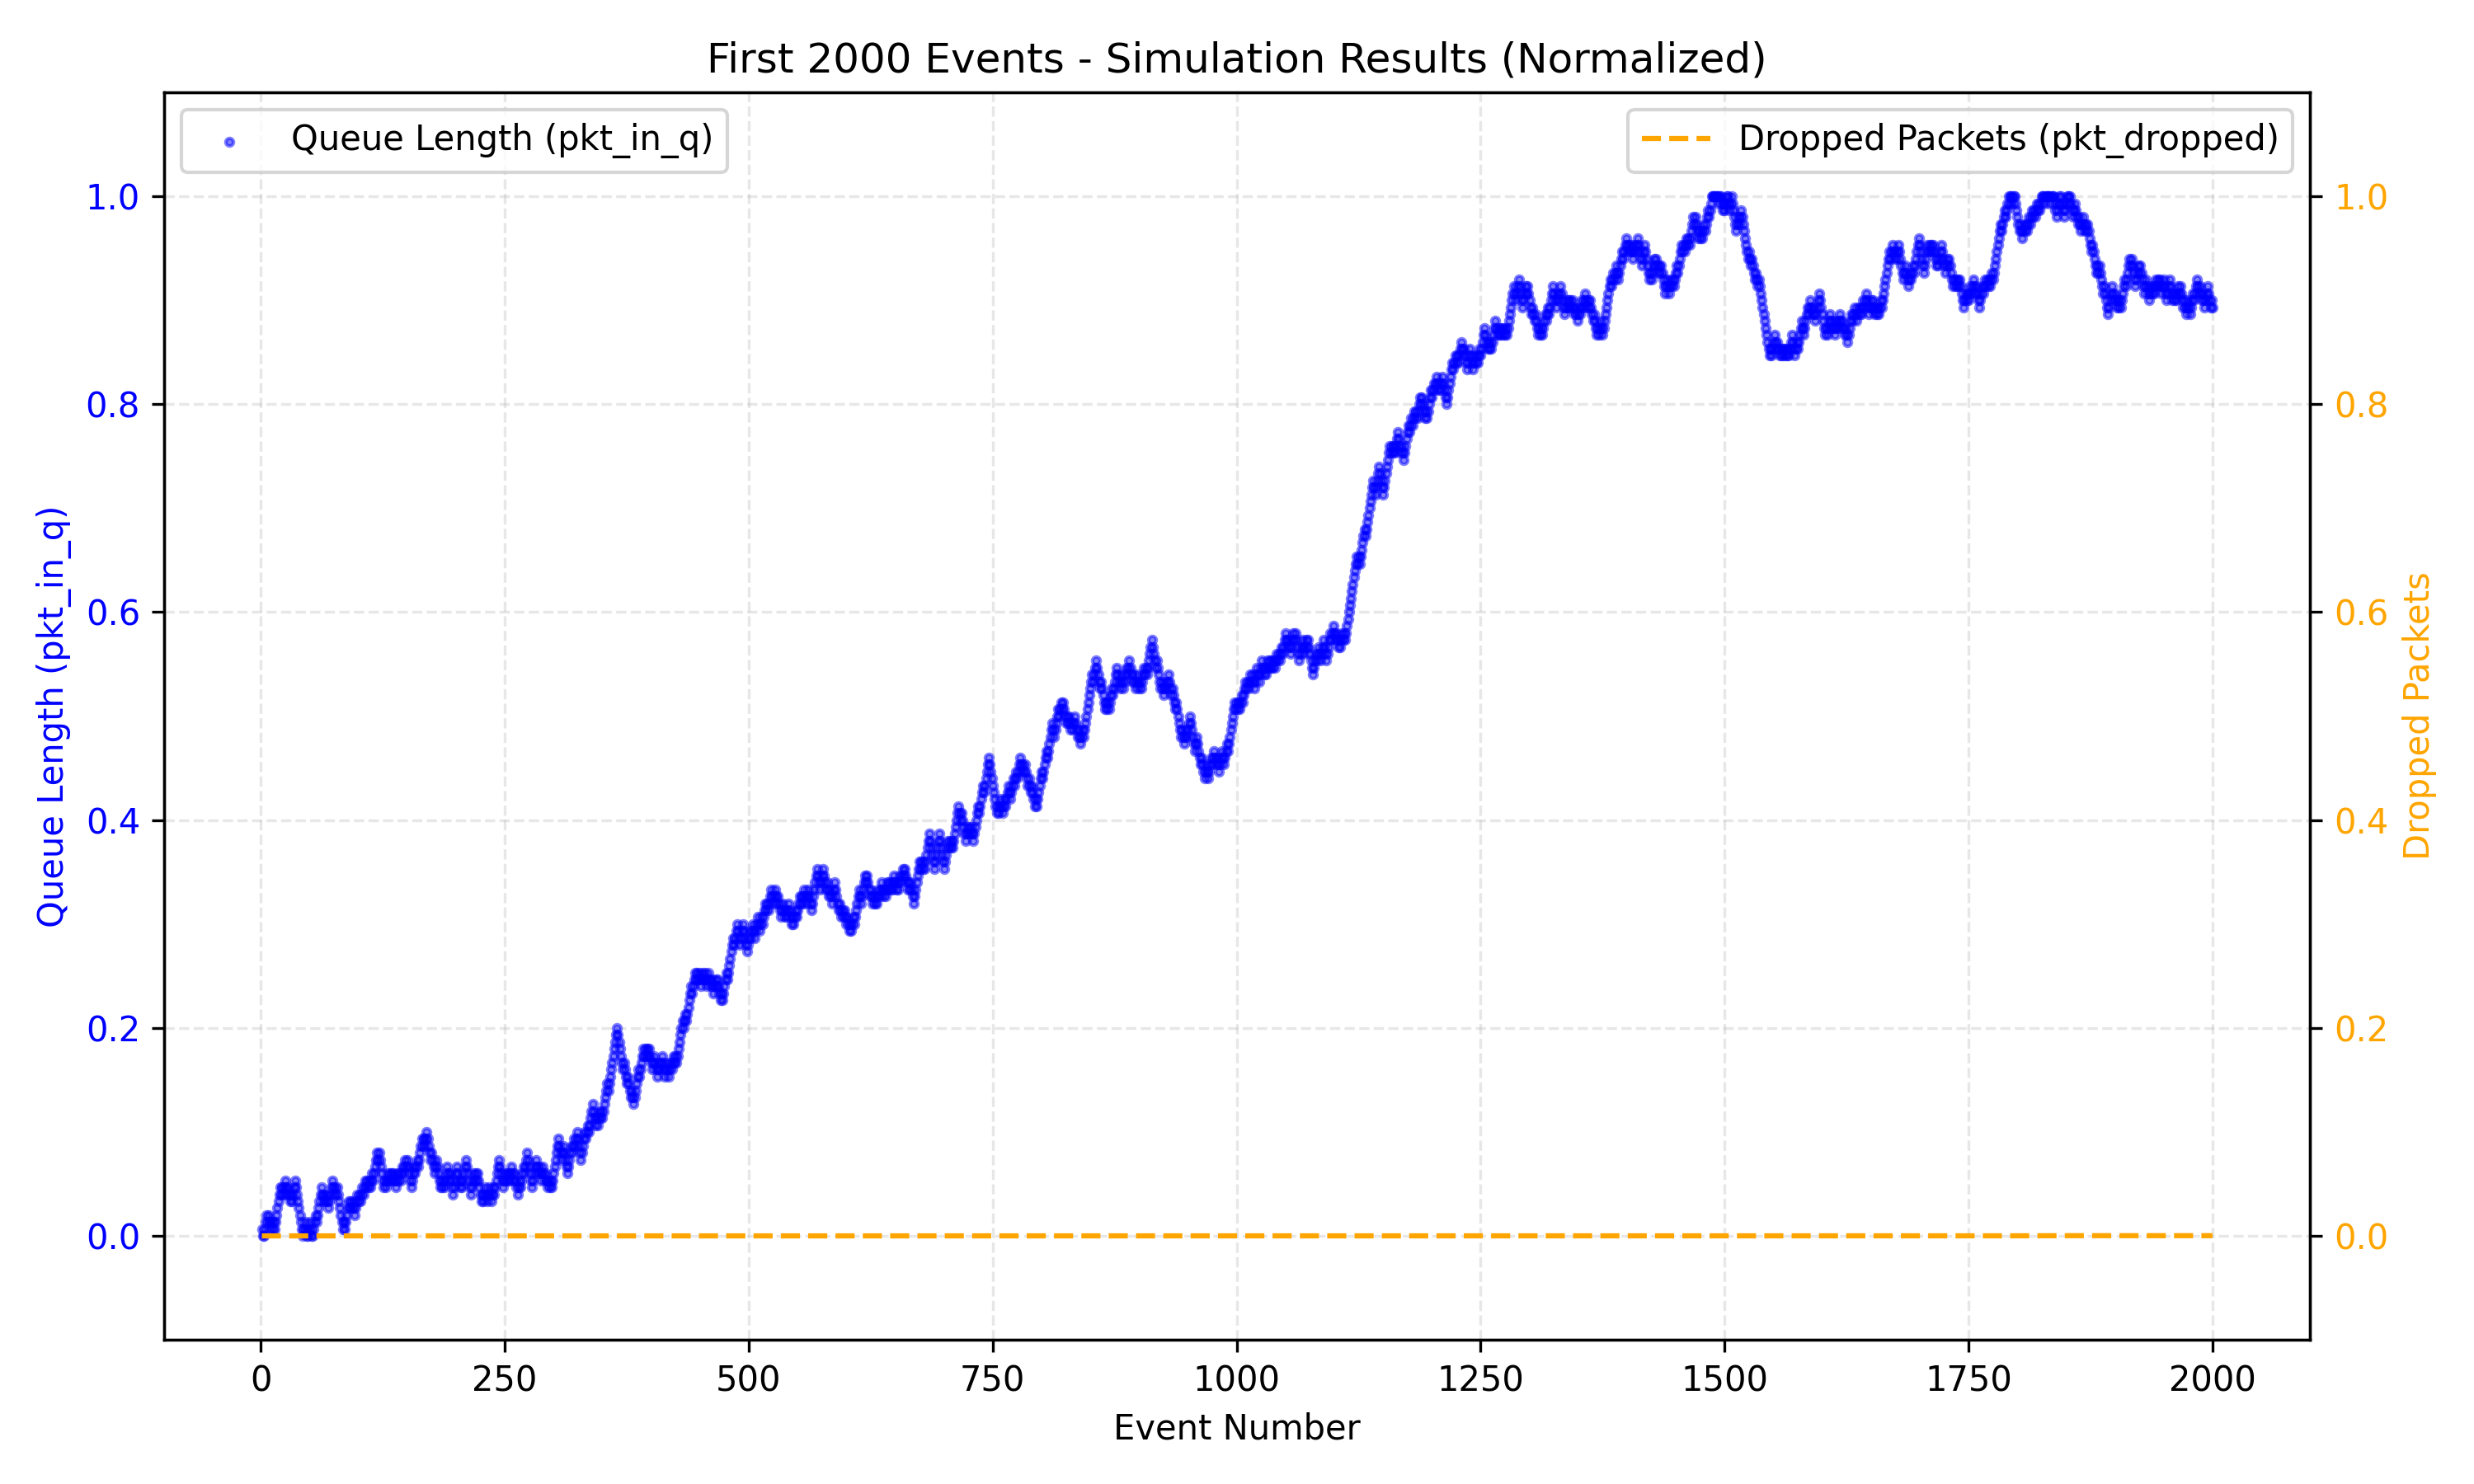 First 2000 Events - Simulation Results (Normalized)
Queue Length (pkt_in_q)
Dropped Packets (pkt_dropped)
1.0
0.8
0.6
0.4
0.2
0.0
Queue Length (pkt_in_q)
1.0
0.8
0.6
0.4
0.2
0.0
Dropped Packets
0 250 500 750 1000 1250 1500 1750 2000
Event Number